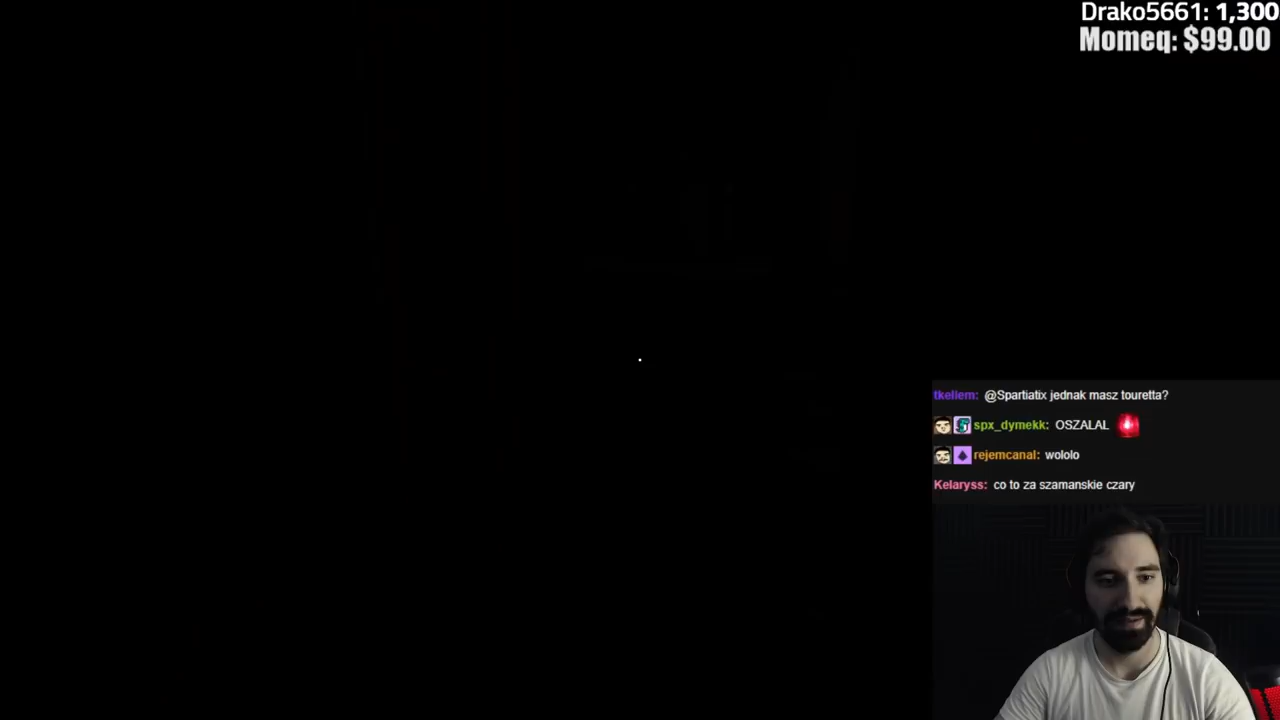 Drako5661: 1,300
Momeq: $99.00
tkellem: @Spartiatix jednak masz touretta?
spx_dymekk: OSZALAL
rejemcanal: wololo
Kelaryss: co to za szamanskie czary